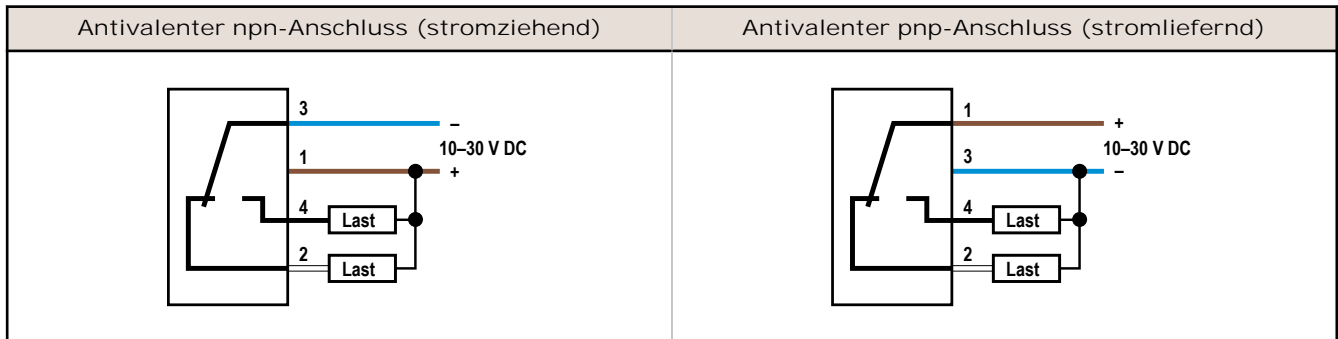 Antivalenter npn-Anschluss (stromziehend)
3
–
10–30 V DC
1
+
4
Last
2
Last
Antivalenter pnp-Anschluss (stromliefernd)
1
+
10–30 V DC
3
–
4
Last
2
Last